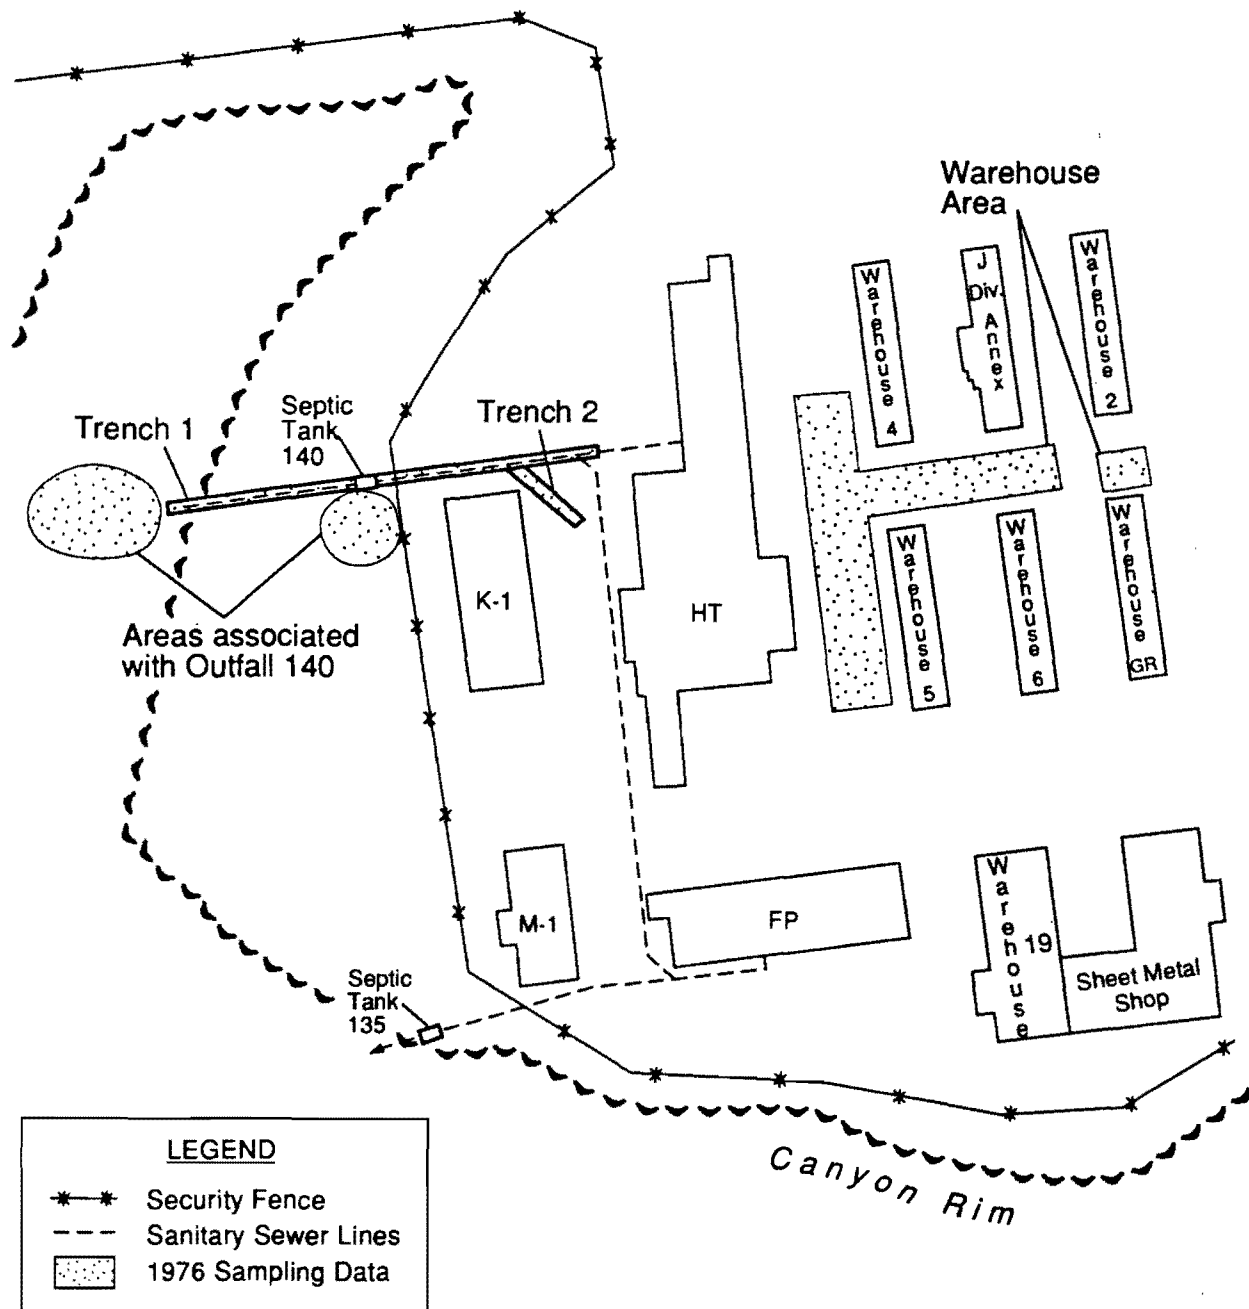 Warehouse
Area
Warehouse 4
J
Div.
Annex
Warehouse 2
Septic
Tank
140
Trench 1
Trench 2
K-1
HT
Areas associated
with Outfall 140
Warehouse 5
Warehouse 6
Warehouse GR
M-1
FP
Warehouse 19
Sheet Metal
Shop
Septic
Tank
135
Canyon Rim
LEGEND
Security Fence
Sanitary Sewer Lines
1976 Sampling Data